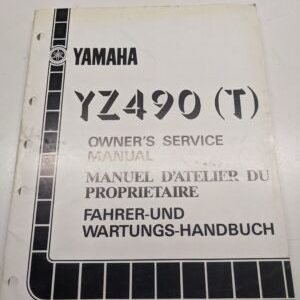 YAMAHA
YZ490 (T)
OWNER'S SERVICE
MANUAL
MANUEL D'ATELIER DU
PROPRIETAIRE
FAHRER-UND
WARTUNGS-HANDBUCH